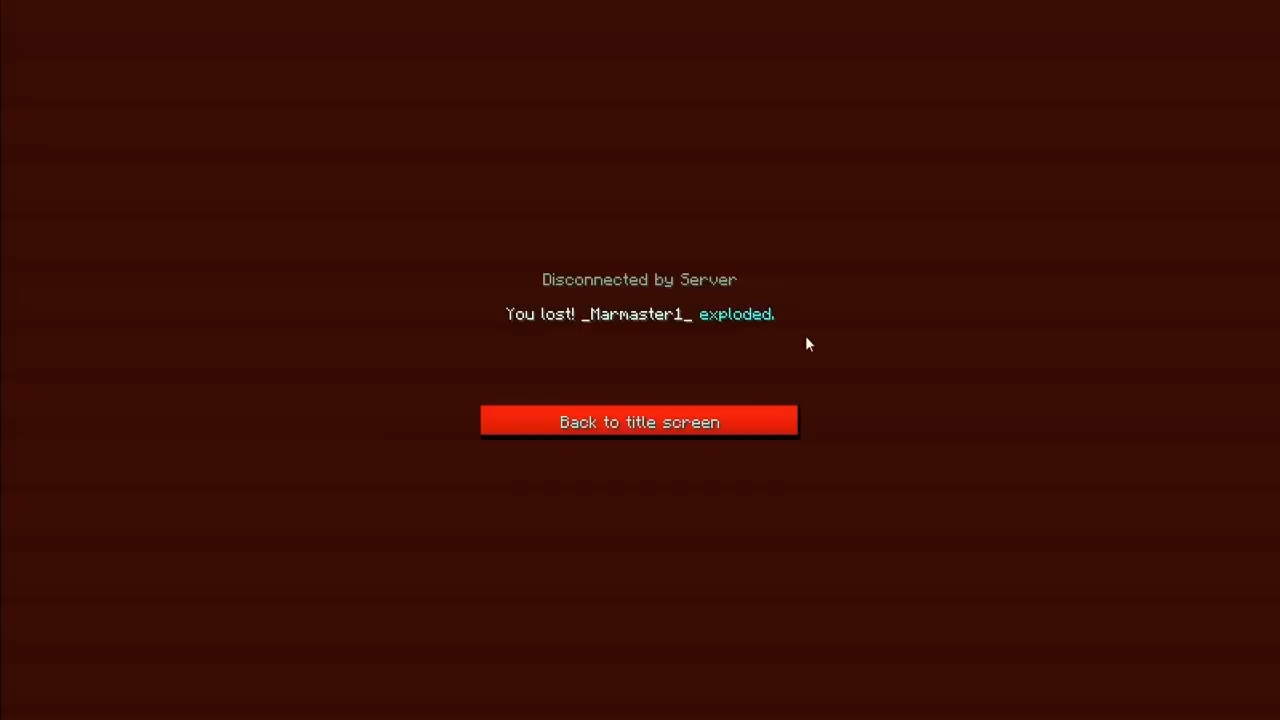 Disconnected by Server
You lost! _Marmaster1_ exploded.
Back to title screen